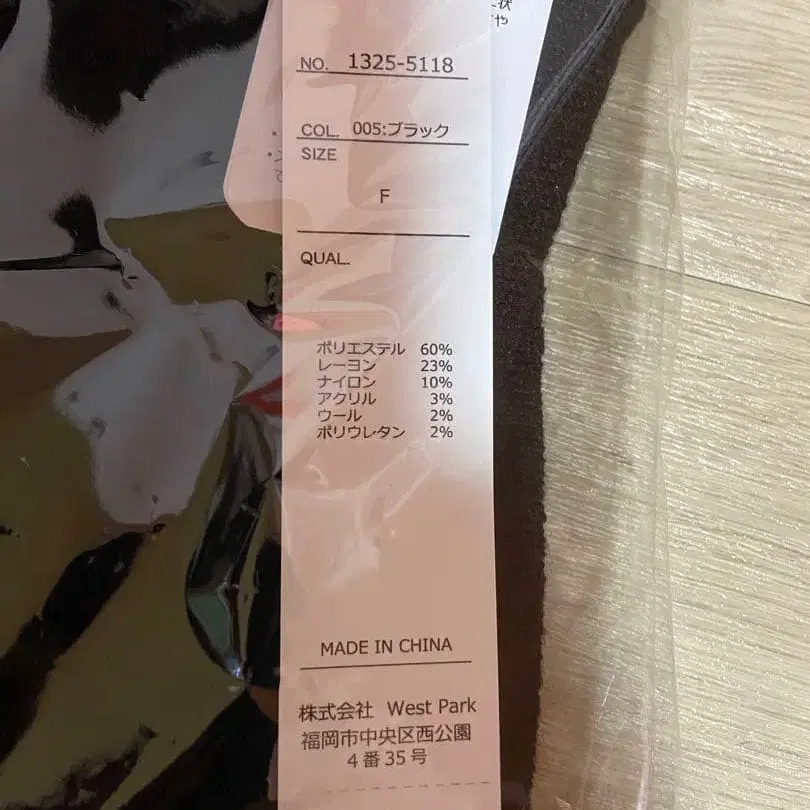 NO. 1325-5118
COL. 005:ブラック
SIZE
F
QUAL.
ポリエステル 60%
レーヨン 23%
ナイロン 10%
アクリル 3%
ウール 2%
ポリウレタン 2%
MADE IN CHINA
株式会社 West Park
福岡市中央区西公園
4番35号